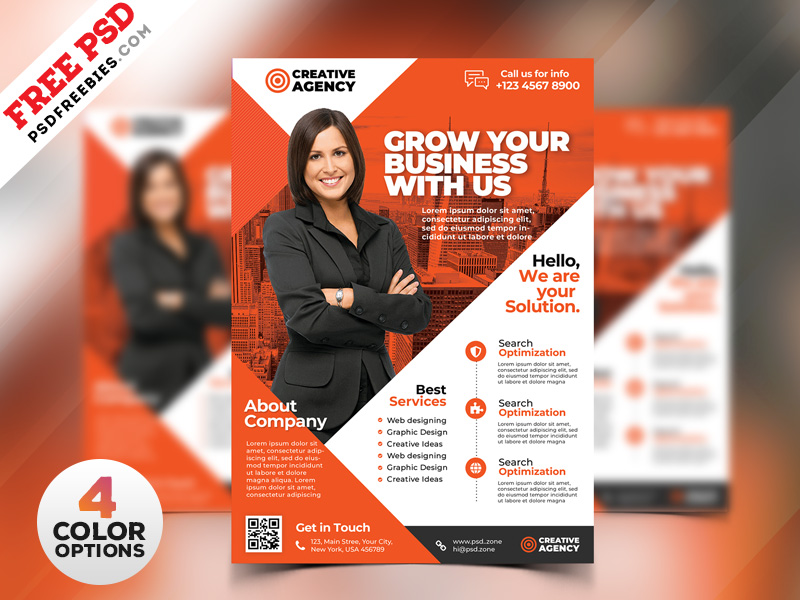 FREE PSD
PSDFREEBIES.COM
CREATIVE
AGENCY
Call us for info
+123 4567 8900
GROW YOUR
BUSINESS
WITH US
Lorem ipsum dolor sit amet,
consectetur adipiscing elit,
sed do eiusmod tempor in-
cididunt ut labore et dolore
Hello,
We are
your
Solution.
Search
Optimization
Lorem ipsum dolor sit amet,
consectetur adipiscing elit, sed do
eiusmod tempor incididunt ut
labore et dolore magna
Search
Optimization
Lorem ipsum dolor sit amet,
consectetur adipiscing elit, sed do
eiusmod tempor incididunt ut
labore et dolore magna
Search
Optimization
Lorem ipsum dolor sit amet,
consectetur adipiscing elit, sed do
eiusmod tempor incididunt ut
labore et dolore magna
Best
Services
Web designing
Graphic Design
Creative Ideas
Web designing
Graphic Design
Creative Ideas
About
Company
Lorem ipsum dolor sit
amet, consectetur adip-
iscing elit, sed do
eiusmod tempor
incididunt ut labore et
dolore magna aliqua.
Lorem ipsum dolor sit
amet, consectetur
adipiscing
Get in Touch
123, Main Stree, Your City,
New York, USA 456789
www.psd.zone
hi@psd.zone
CREATIVE
AGENCY
4
COLOR
OPTIONS